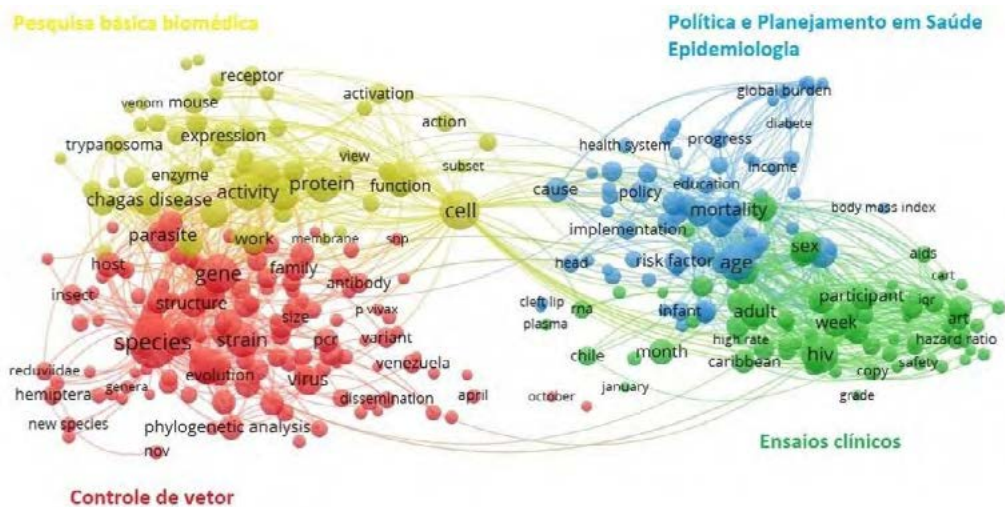 Pesquisa básica biomédica
Política e Planejamento em Saúde
Epidemiologia
receptor
activation
global burden
venom mouse
action
diabete
trypanosoma
expression
progress
health system
view
subset
income
enzyme
protein
function
education
chagas disease
activity
cause
policy
cell
mortality
body mass index
parasite
work
membrane
snp
implementation
sex
host
gene
family
antibody
head
risk factor
age
aids
cart
insect
structure
p vivax
cleft lip
rna
infant
adult
participant
iqr
size
plasma
week
art
species
strain
pcr
variant
high rate
hiv
hazard ratio
reduviidae
venezuela
chile
month
caribbean
safety
evolution
virus
copy
hemiptera
genera
dissemination
april
january
grade
october
new species
phylogenetic analysis
nov
Ensaios clínicos
Controle de vetor